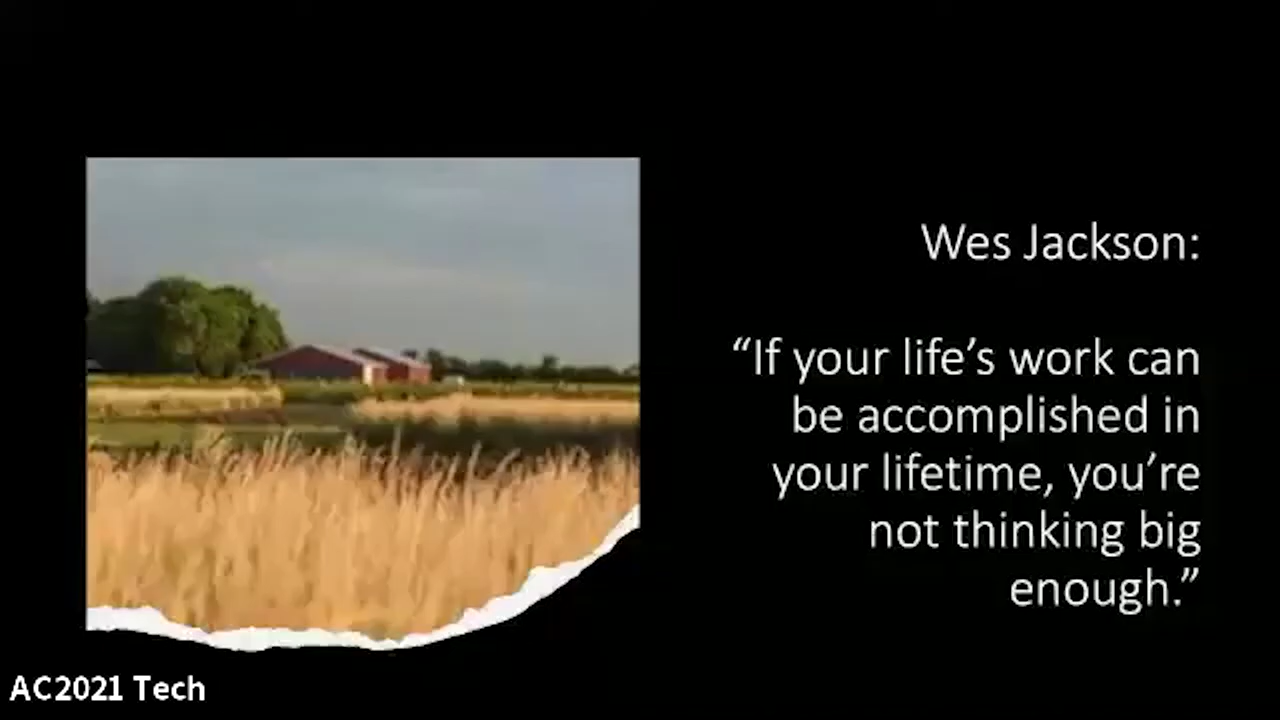 Wes Jackson:
“If your life’s work can
be accomplished in
your lifetime, you’re
not thinking big
enough.”
AC2021 Tech